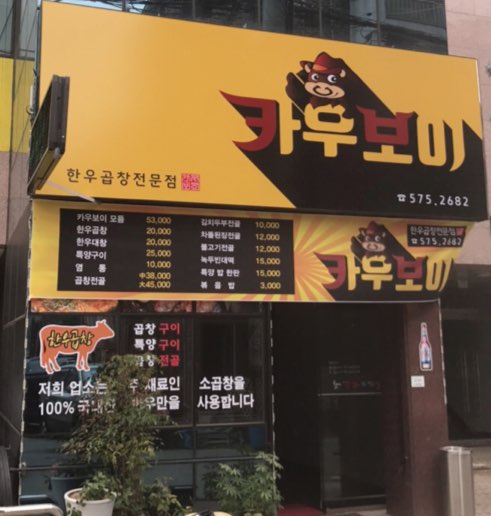 카우보이
한우곱창전문점
☎575.2682
카우보이 모듬 53,000
한우곱창 20,000
한우대창 20,000
특양구이 25,000
염통 10,000
곱창전골 中38,000
大45,000
김치두부전골 10,000
차돌된장전골 12,000
불고기전골 12,000
녹두빈대떡 15,000
특양 밥 한판 15,000
볶음밥 3,000
한우곱창전문점
☎575.2682
카우보이
한우곱창
곱창 구이
특양 구이
곱창 전골
저희 업소는 재료인 소곱창을
100% 사용합니다